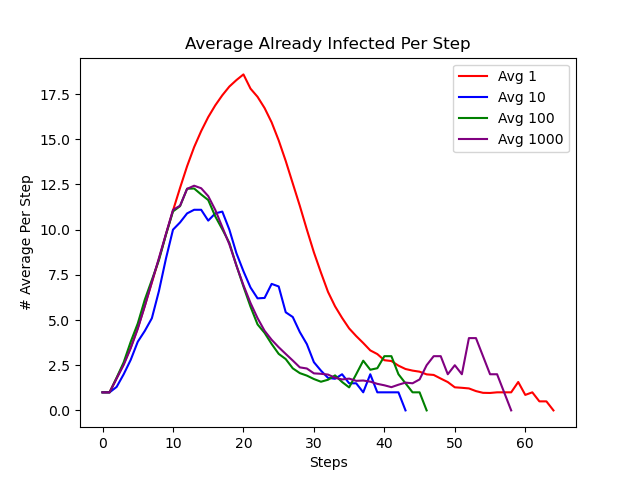 Average Already Infected Per Step
Avg 1
Avg 10
Avg 100
Avg 1000
# Average Per Step
17.5
15.0
12.5
10.0
7.5
5.0
2.5
0.0
0 10 20 30 40 50 60
Steps